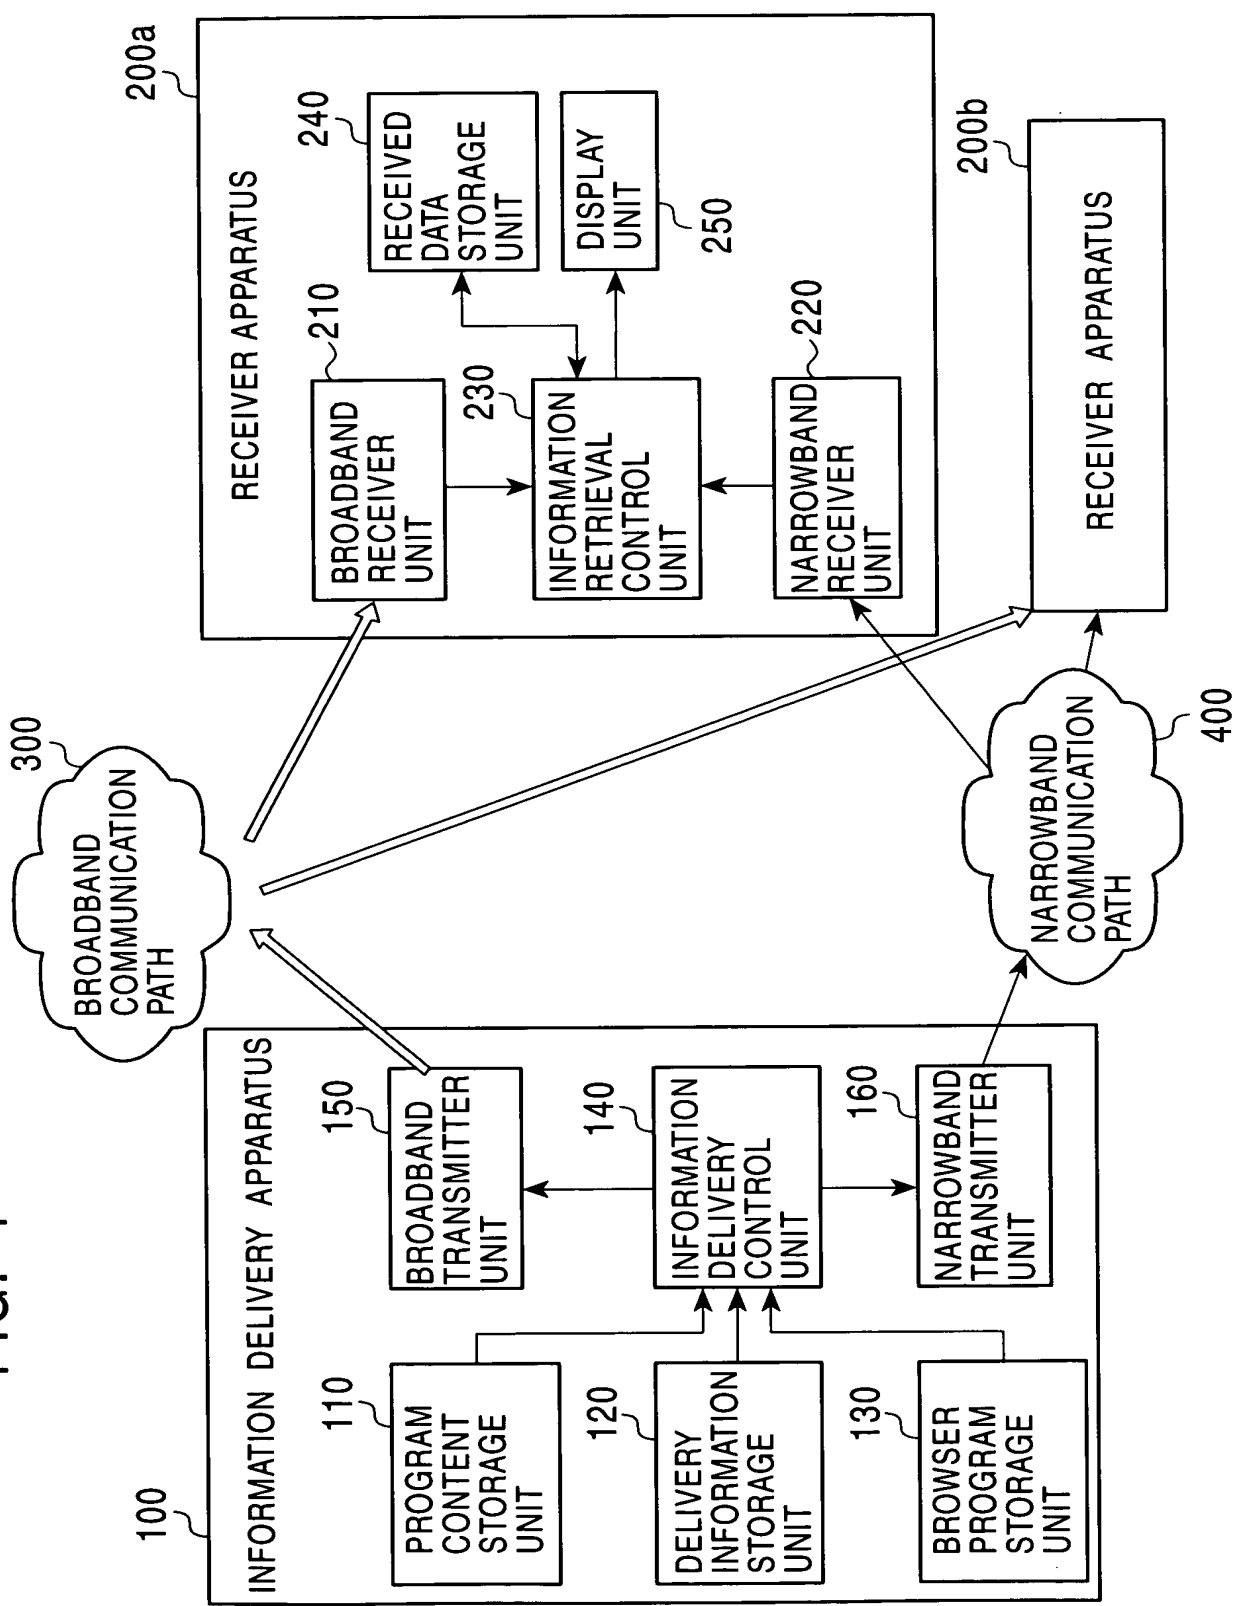 100
INFORMATION DELIVERY APPARATUS
110
PROGRAM
CONTENT
STORAGE
UNIT
120
DELIVERY
INFORMATION
STORAGE
UNIT
130
BROWSER
PROGRAM
STORAGE
UNIT
150
BROADBAND
TRANSMITTER
UNIT
140
INFORMATION
DELIVERY
CONTROL
UNIT
160
NARROWBAND
TRANSMITTER
UNIT
300
BROADBAND
COMMUNICATION
PATH
NARROWBAND
COMMUNICATION
PATH
400
200a
RECEIVER APPARATUS
210
BROADBAND
RECEIVER
UNIT
230
INFORMATION
RETRIEVAL
CONTROL
UNIT
220
NARROWBAND
RECEIVER
UNIT
240
RECEIVED
DATA
STORAGE
UNIT
DISPLAY
UNIT
250
200b
RECEIVER APPARATUS